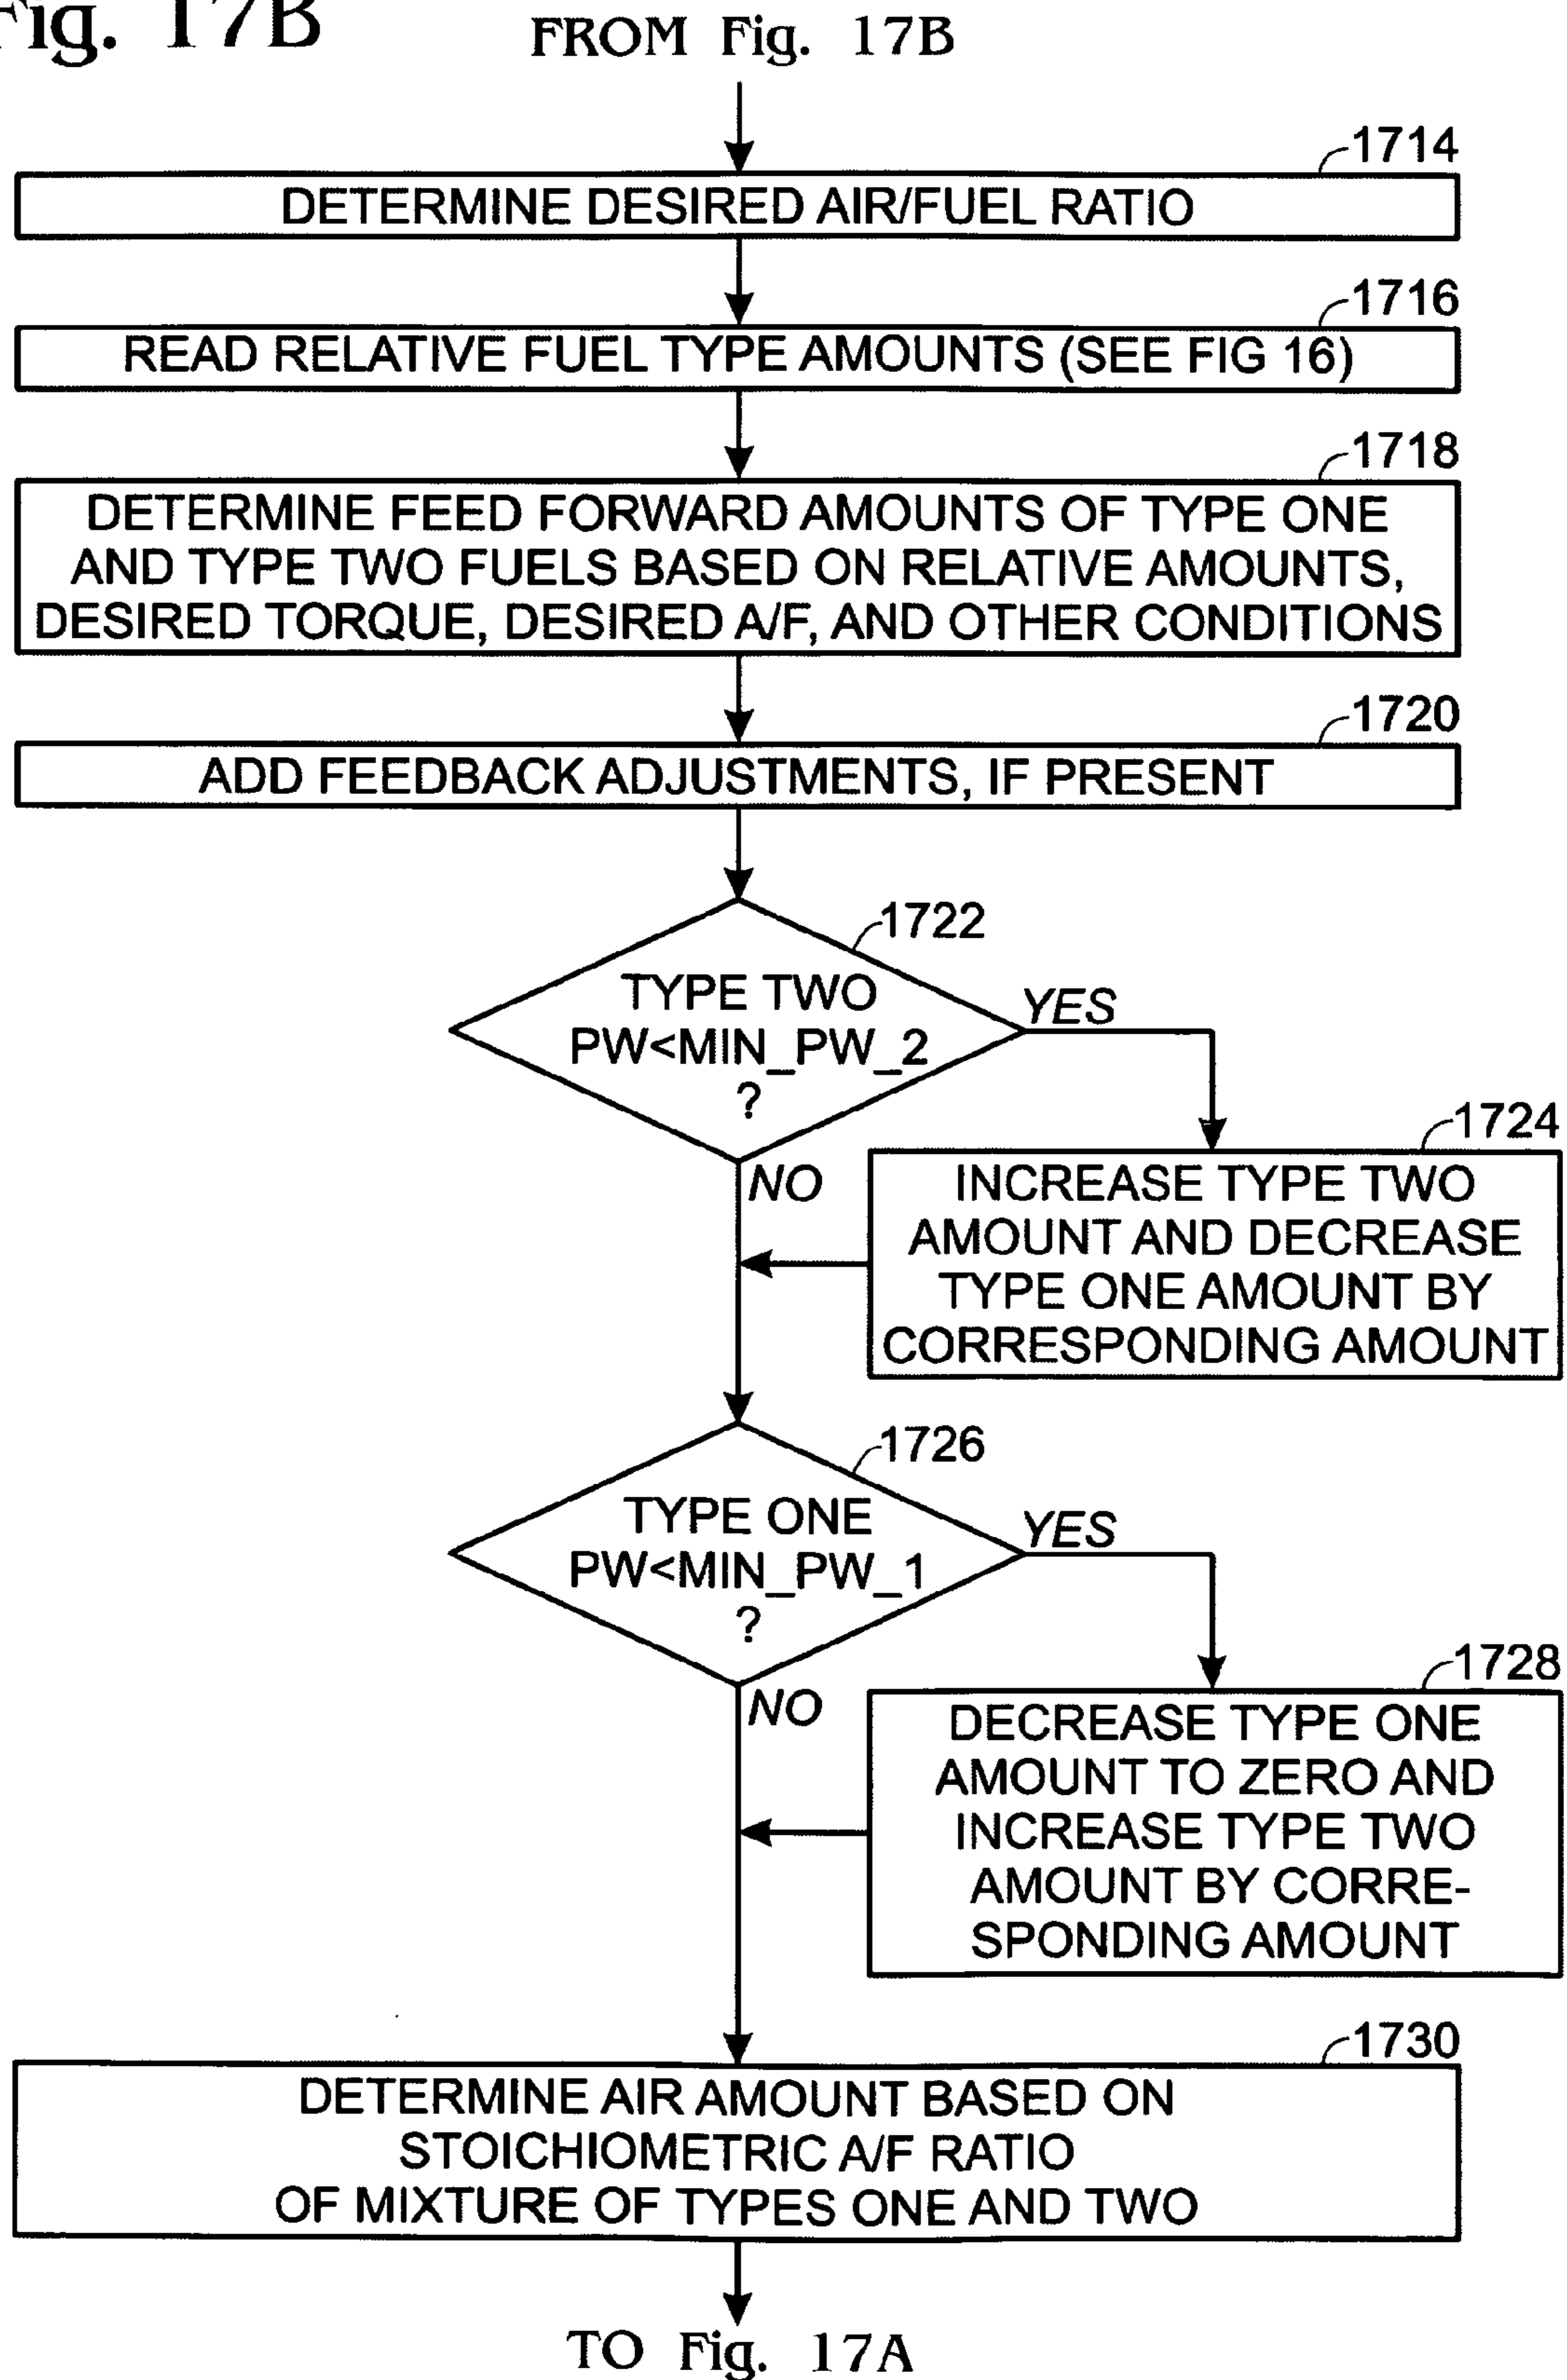 Fig. 17B
FROM Fig. 17B
1714
DETERMINE DESIRED AIR/FUEL RATIO
1716
READ RELATIVE FUEL TYPE AMOUNTS (SEE FIG 16)
1718
DETERMINE FEED FORWARD AMOUNTS OF TYPE ONE
AND TYPE TWO FUELS BASED ON RELATIVE AMOUNTS,
DESIRED TORQUE, DESIRED A/F, AND OTHER CONDITIONS
1720
ADD FEEDBACK ADJUSTMENTS, IF PRESENT
1722
TYPE TWO
PW<MIN_PW_2
?
YES
NO
1724
INCREASE TYPE TWO
AMOUNT AND DECREASE
TYPE ONE AMOUNT BY
CORRESPONDING AMOUNT
1726
TYPE ONE
PW<MIN_PW_1
?
YES
NO
1728
DECREASE TYPE ONE
AMOUNT TO ZERO AND
INCREASE TYPE TWO
AMOUNT BY CORRE-
SPONDING AMOUNT
1730
DETERMINE AIR AMOUNT BASED ON
STOICHIOMETRIC A/F RATIO
OF MIXTURE OF TYPES ONE AND TWO
TO Fig. 17A